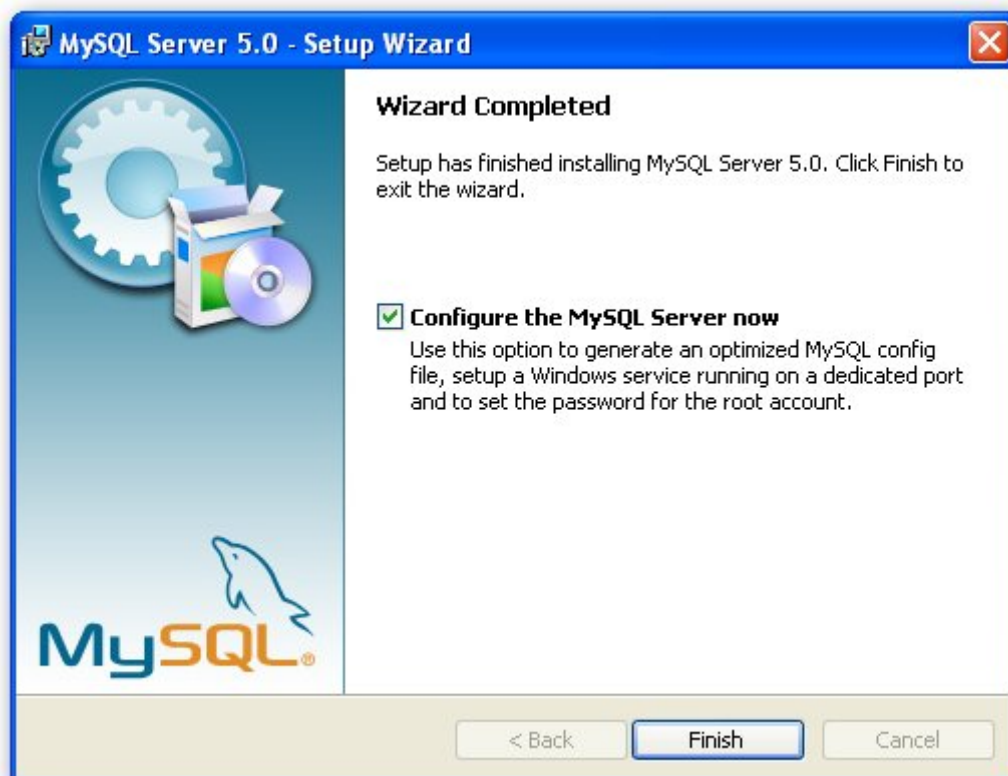 MySQL Server 5.0 - Setup Wizard
Wizard Completed
Setup has finished installing MySQL Server 5.0. Click Finish to
exit the wizard.
Configure the MySQL Server now
Use this option to generate an optimized MySQL config
file, setup a Windows service running on a dedicated port
and to set the password for the root account.
MySQL®
< Back
Finish
Cancel